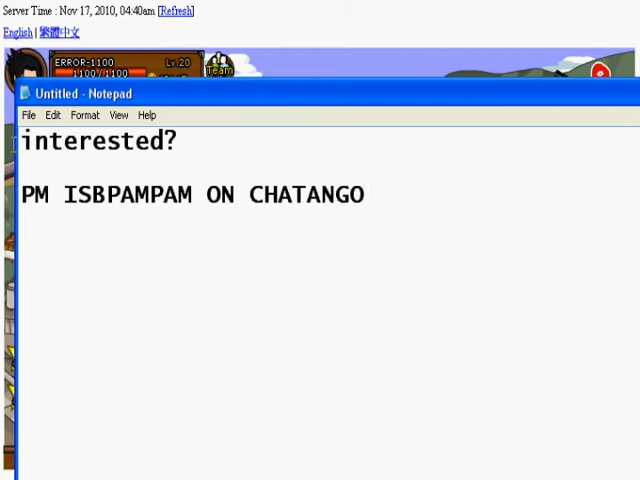 Server Time : Nov 17, 2010, 04:40am [Refresh]
English | 繁體中文
ERROR-1100 Lv.20
1100/1100
Team
Untitled - Notepad
File Edit Format View Help
interested?
PM ISBPAMPAM ON CHATANGO